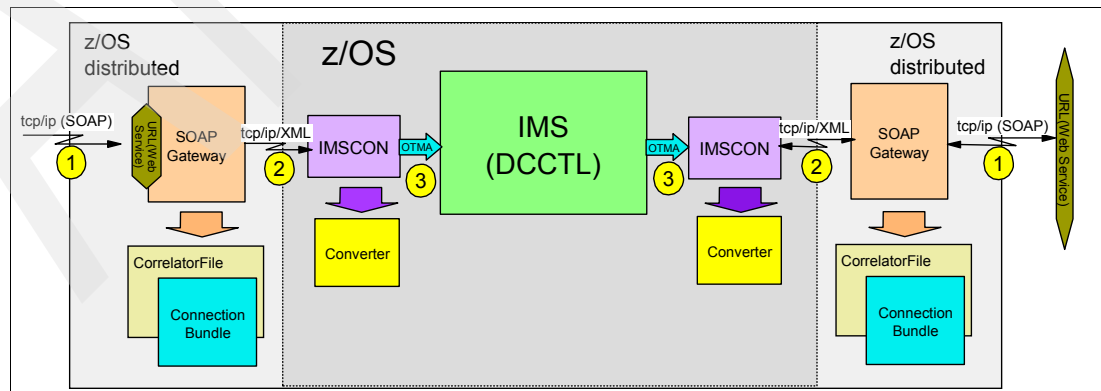 z/OS
distributed
z/OS
z/OS
distributed
tcp/ip (SOAP)
1
URL(Web
Service)
SOAP
Gateway
tcp/ip/XML
2
IMSCON
OTMA
3
IMS
(DCCTL)
OTMA
3
IMSCON
tcp/ip/XML
2
SOAP
Gateway
tcp/ip (SOAP)
1
URL(Web Service)
Converter
Converter
CorrelatorFile
Connection
Bundle
CorrelatorFile
Connection
Bundle